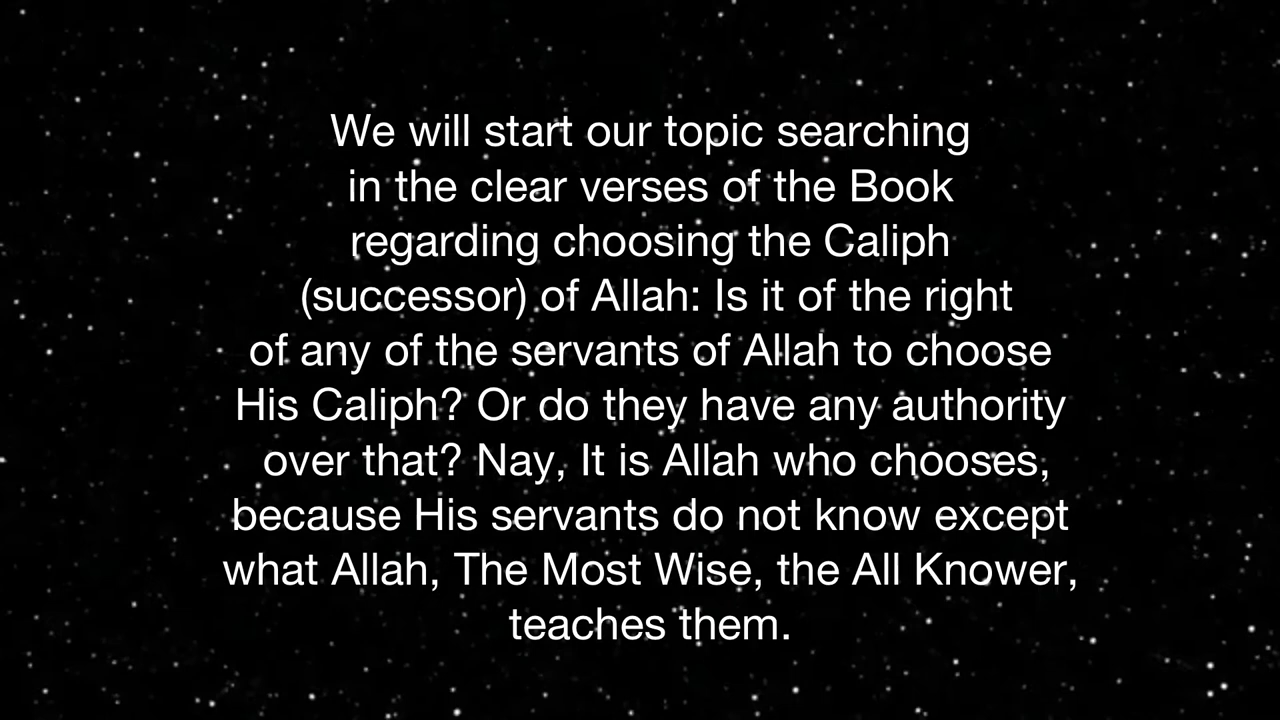 We will start our topic searching
in the clear verses of the Book
regarding choosing the Caliph
(successor) of Allah: Is it of the right
of any of the servants of Allah to choose
His Caliph? Or do they have any authority
over that? Nay, It is Allah who chooses,
because His servants do not know except
what Allah, The Most Wise, the All Knower,
teaches them.